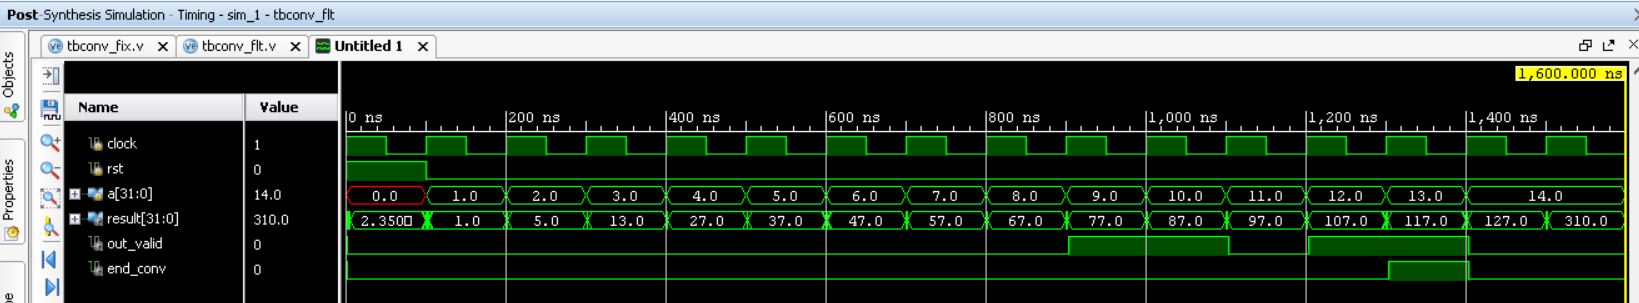 Post-Synthesis Simulation - Timing - sim_1 - tbconv_flt
tbconv_fix.v tbconv_flt.v Untitled 1
Objects
Properties
1,600.000 ns
Name Value
0 ns 200 ns 400 ns 600 ns 800 ns 1,000 ns 1,200 ns 1,400 ns
clock 1
rst 0
a[31:0] 14.0 0.0 1.0 2.0 3.0 4.0 5.0 6.0 7.0 8.0 9.0 10.0 11.0 12.0 13.0 14.0
result[31:0] 310.0 2.350 1.0 5.0 13.0 27.0 37.0 47.0 57.0 67.0 77.0 87.0 97.0 107.0 117.0 127.0 310.0
out_valid 0
end_conv 0